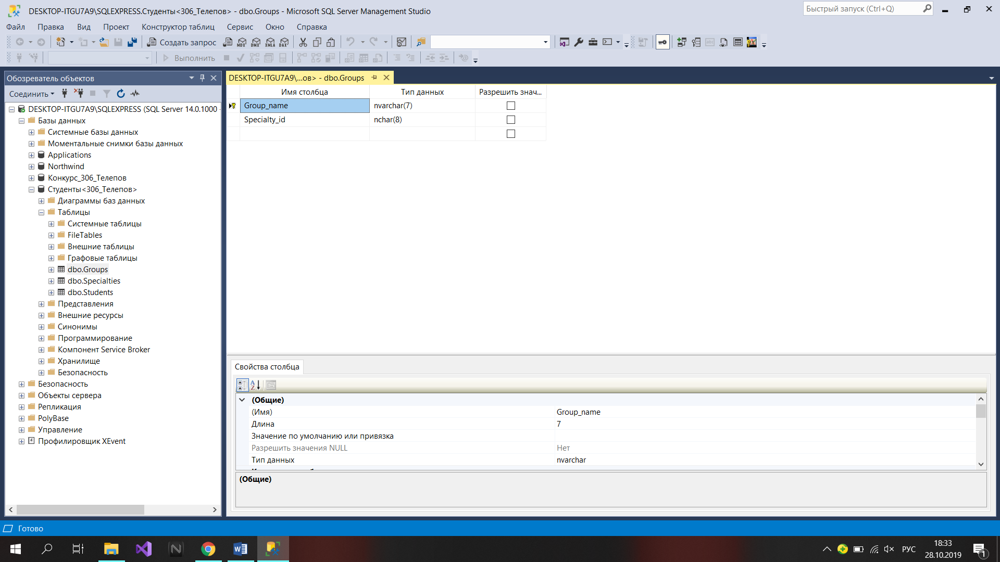 DESKTOP-ITGU7A9\SQLEXPRESS.Студенты<306_Телепов> - dbo.Groups - Microsoft SQL Server Management Studio
Быстрый запуск (Ctrl+Q)
Файл Правка Вид Проект Конструктор таблиц Сервис Окно Справка
Создать запрос MDX DMX XMLA DAX
Выполнить
Обозреватель объектов
Соединить
DESKTOP-ITGU7A9\SQLEXPRESS (SQL Server 14.0.1000 -
Базы данных
Системные базы данных
Моментальные снимки базы данных
Applications
Northwind
Конкурс_306_Телепов
Студенты<306_Телепов>
Диаграммы баз данных
Таблицы
Системные таблицы
FileTables
Внешние таблицы
Графовые таблицы
dbo.Groups
dbo.Specialties
dbo.Students
Представления
Внешние ресурсы
Синонимы
Программирование
Компонент Service Broker
Хранилище
Безопасность
Безопасность
Объекты сервера
Репликация
PolyBase
Управление
Профилировщик XEvent
DESKTOP-ITGU7A9\...ов> - dbo.Groups
Имя столбца Тип данных Разрешить знач...
Group_name nvarchar(7)
Specialty_id nchar(8)
Свойства столбца
(Общие)
(Имя) Group_name
Длина 7
Значение по умолчанию или привязка
Разрешить значения NULL Нет
Тип данных nvarchar
(Общие)
Готово
РУС
18:33
28.10.2019
1